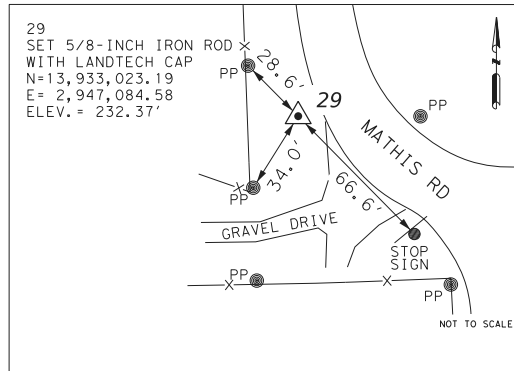 29
SET 5/8-INCH IRON ROD
WITH LANDTECH CAP
N=13,933,023.19
E= 2,947,084.58
ELEV.= 232.37'
28.6'
PP
29
PP
MATHIS RD
34.0'
66.6'
PP
GRAVEL DRIVE
STOP
SIGN
PP
PP
NOT TO SCALE